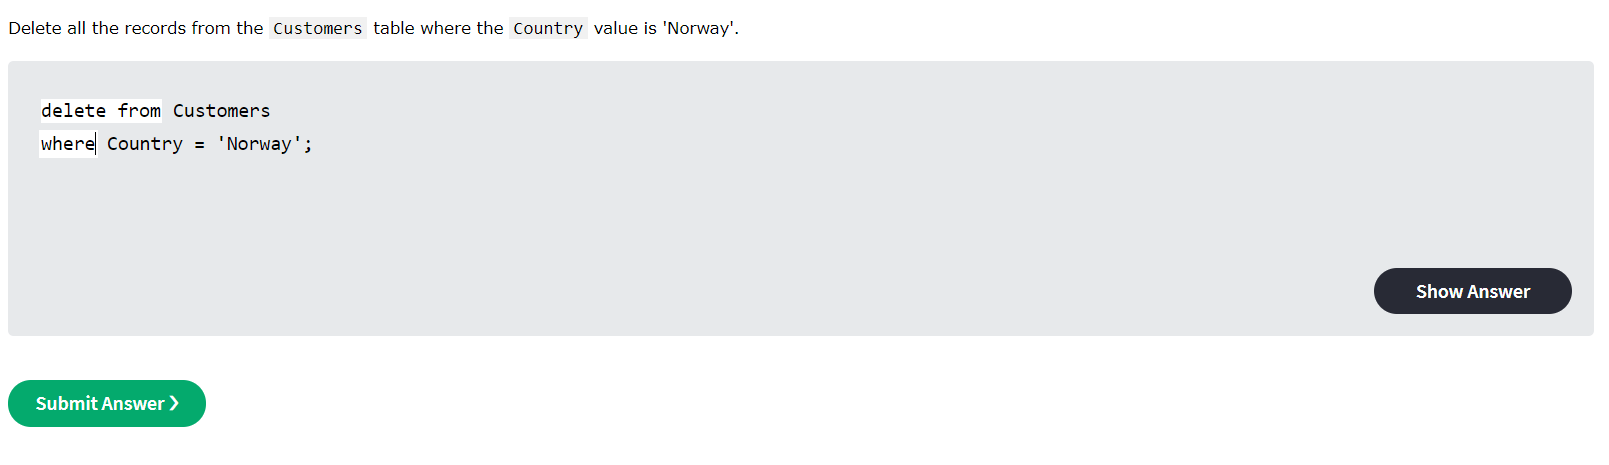 Delete all the records from the Customers table where the Country value is 'Norway'.
delete from Customers
where Country = 'Norway';
Show Answer
Submit Answer ❯